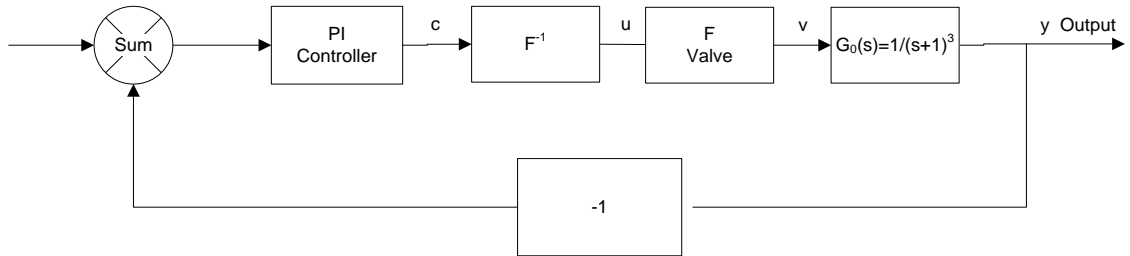 Sum
PI
Controller
c
F⁻¹
u
F
Valve
v
G₀(s)=1/(s+1)³
y Output
-1